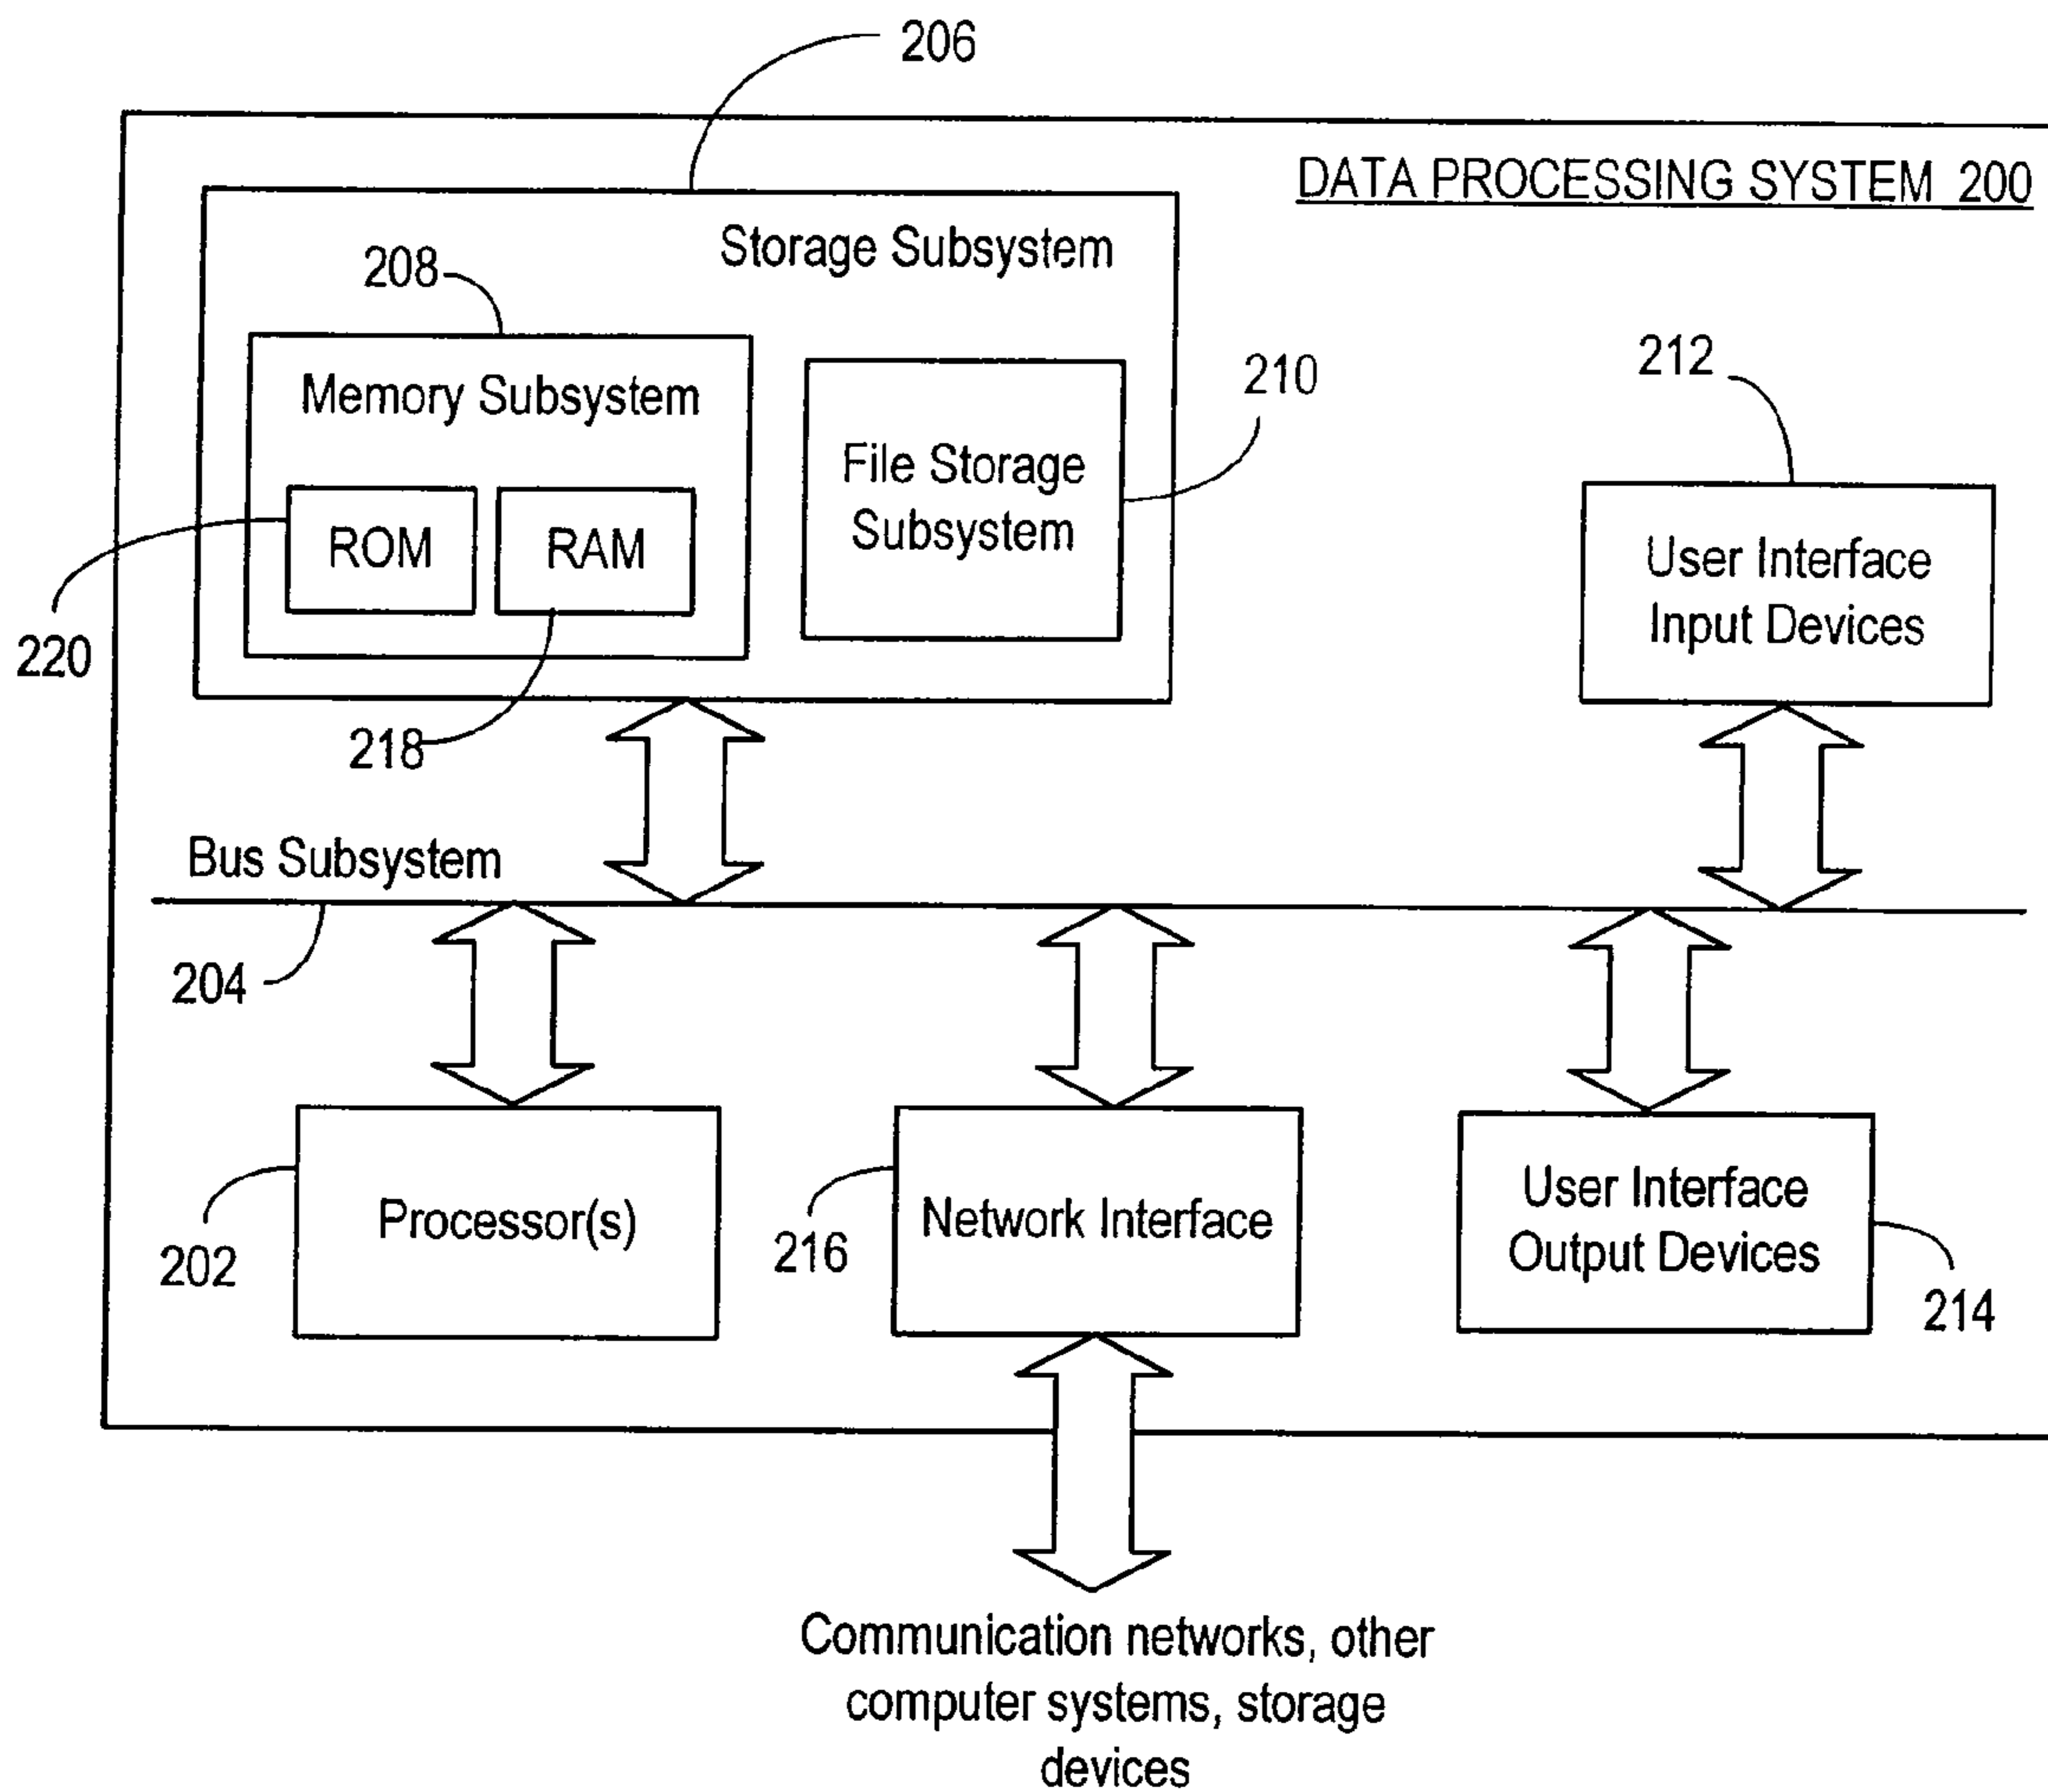 206
DATA PROCESSING SYSTEM 200
Storage Subsystem
208
Memory Subsystem
210
212
File Storage
Subsystem
ROM
RAM
User Interface
Input Devices
220
218
Bus Subsystem
204
Processor(s)
202
Network Interface
216
User Interface
Output Devices
214
Communication networks, other
computer systems, storage
devices